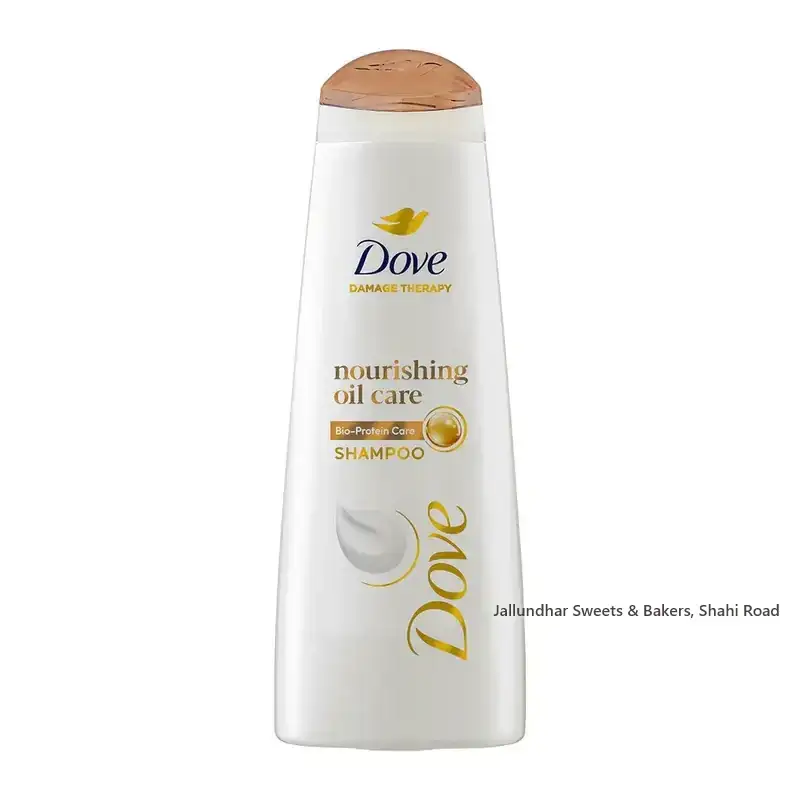 Dove
DAMAGE THERAPY
nourishing
oil care
Bio-Protein Care
SHAMPOO
Dove
Jallundhar Sweets & Bakers, Shahi Road